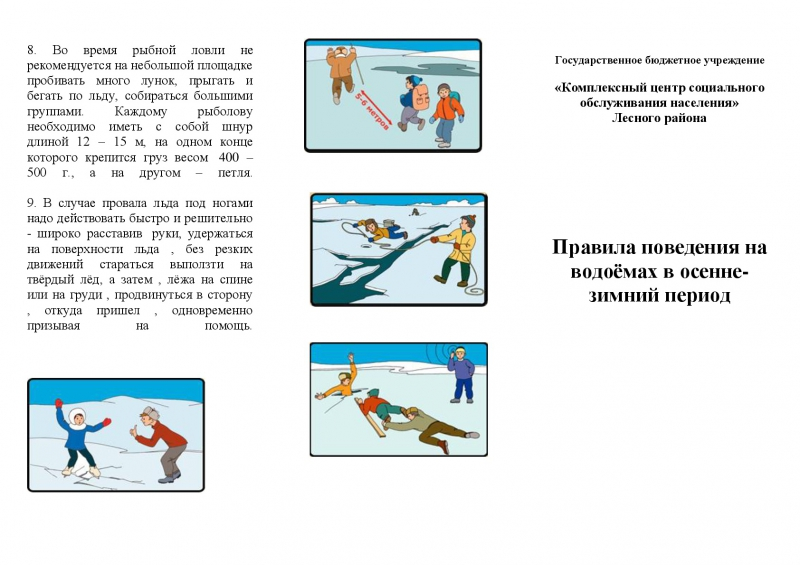 8. Во время рыбной ловли не
рекомендуется на небольшой площадке
пробивать много лунок, прыгать и
бегать по льду, собираться большими
группами. Каждому рыболову
необходимо иметь с собой шнур
длиной 12 – 15 м, на одном конце
которого крепится груз весом 400 –
500 г., а на другом – петля.
9. В случае провала льда под ногами
надо действовать быстро и решительно
- широко расставив руки, удержаться
на поверхности льда , без резких
движений стараться выползти на
твёрдый лёд, а затем , лёжа на спине
или на груди , продвинуться в сторону
, откуда пришел , одновременно
призывая на помощь.
5-6 метров
Государственное бюджетное учреждение
«Комплексный центр социального
обслуживания населения»
Лесного района
Правила поведения на
водоёмах в осенне-
зимний период